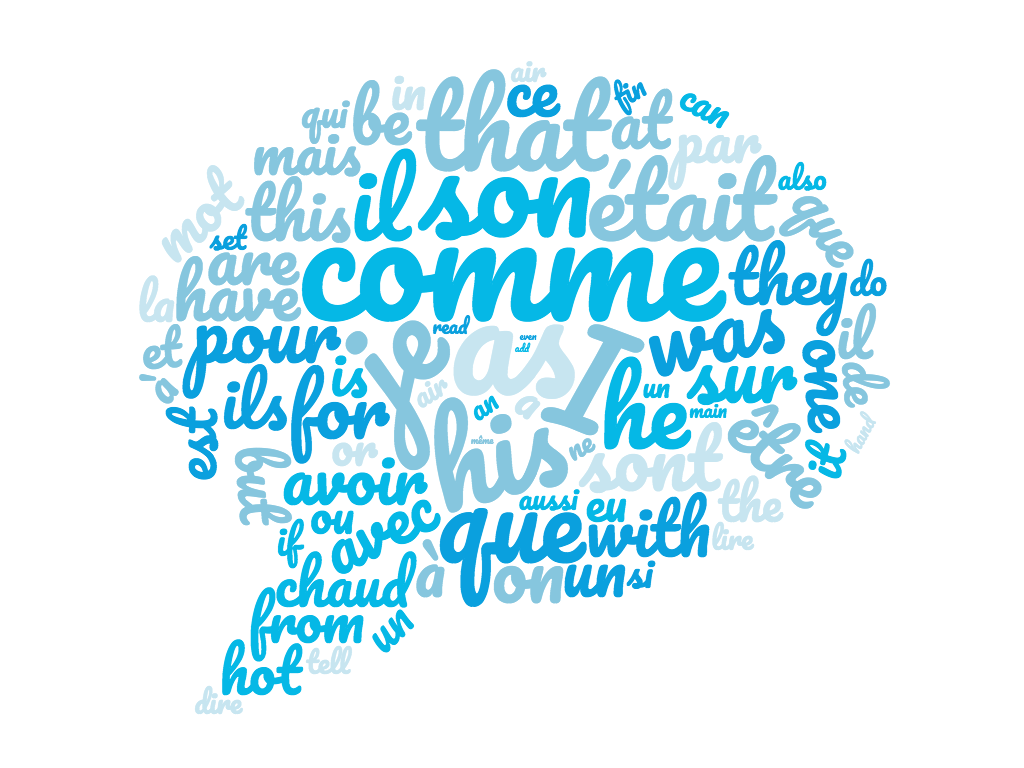 air
in
ce
fin
can
qui
be
that
at
par
mais
il
son
était
also
mot
this
que
set
are
comme
they
do
la
have
et
pour
je
read
as
even
add
I
was
one
il
à
is
air
an
a
he
un
sur
main
de
est
ils
for
his
même
ne
sont
être
it
hand
but
or
avoir
aussi
eu
the
if
ou
avec
que
with
lire
chaud
à
on
un
si
from
un
hot
tell
dire